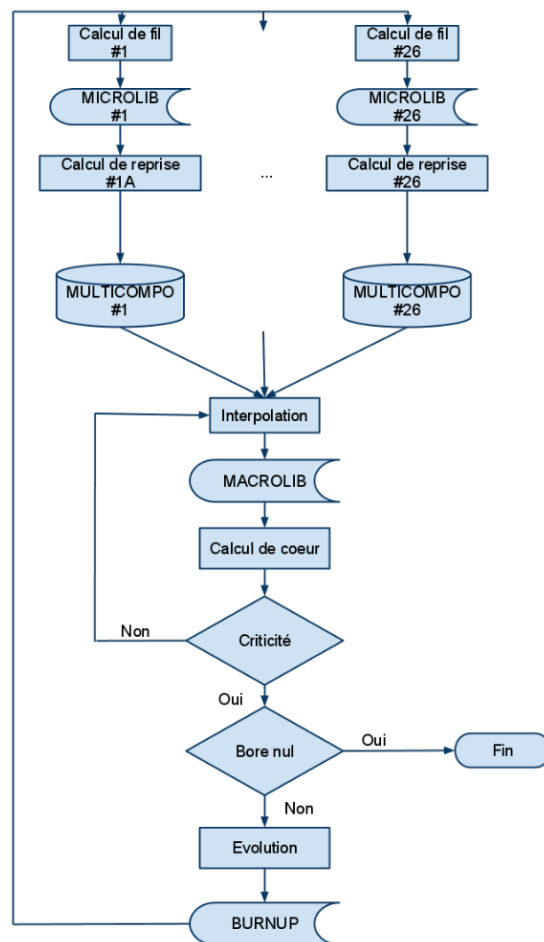 Calcul de fil
#1
Calcul de fil
#26
MICROLIB
#1
MICROLIB
#26
Calcul de reprise
#1A
...
Calcul de reprise
#26
MULTICOMPO
#1
MULTICOMPO
#26
Interpolation
MACROLIB
Calcul de coeur
Non
Criticité
Oui
Bore nul
Oui
Fin
Non
Evolution
BURNUP